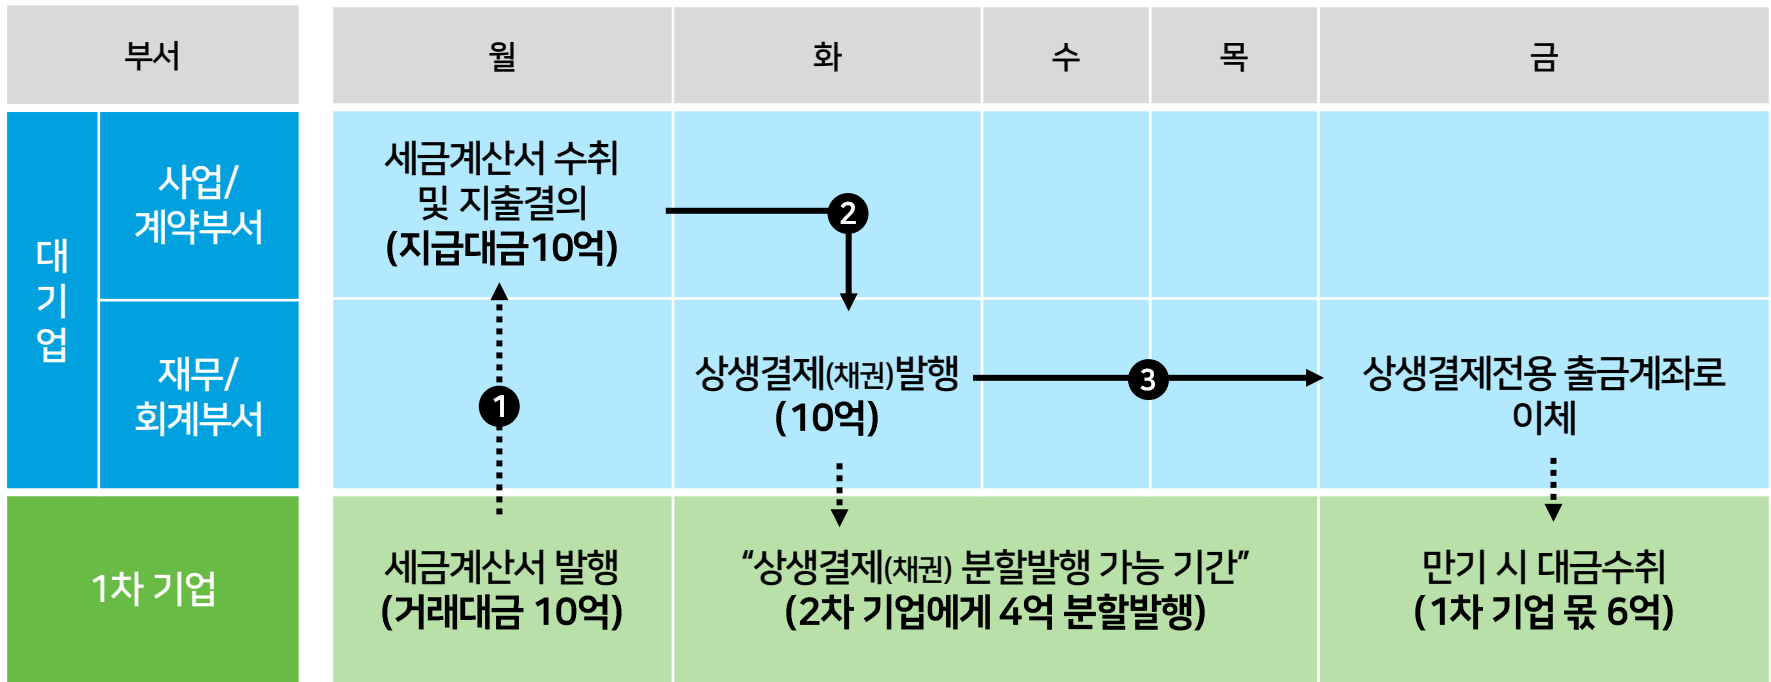 부서
월
화
수
목
금
대
기
업
사업/
계약부서
세금계산서 수취
및 지출결의
(지급대금10억)
2
재무/
회계부서
1
상생결제(채권)발행
(10억)
3
상생결제전용 출금계좌로
이체
1차 기업
세금계산서 발행
(거래대금 10억)
“상생결제(채권) 분할발행 가능 기간”
(2차 기업에게 4억 분할발행)
만기 시 대금수취
(1차 기업 몫 6억)